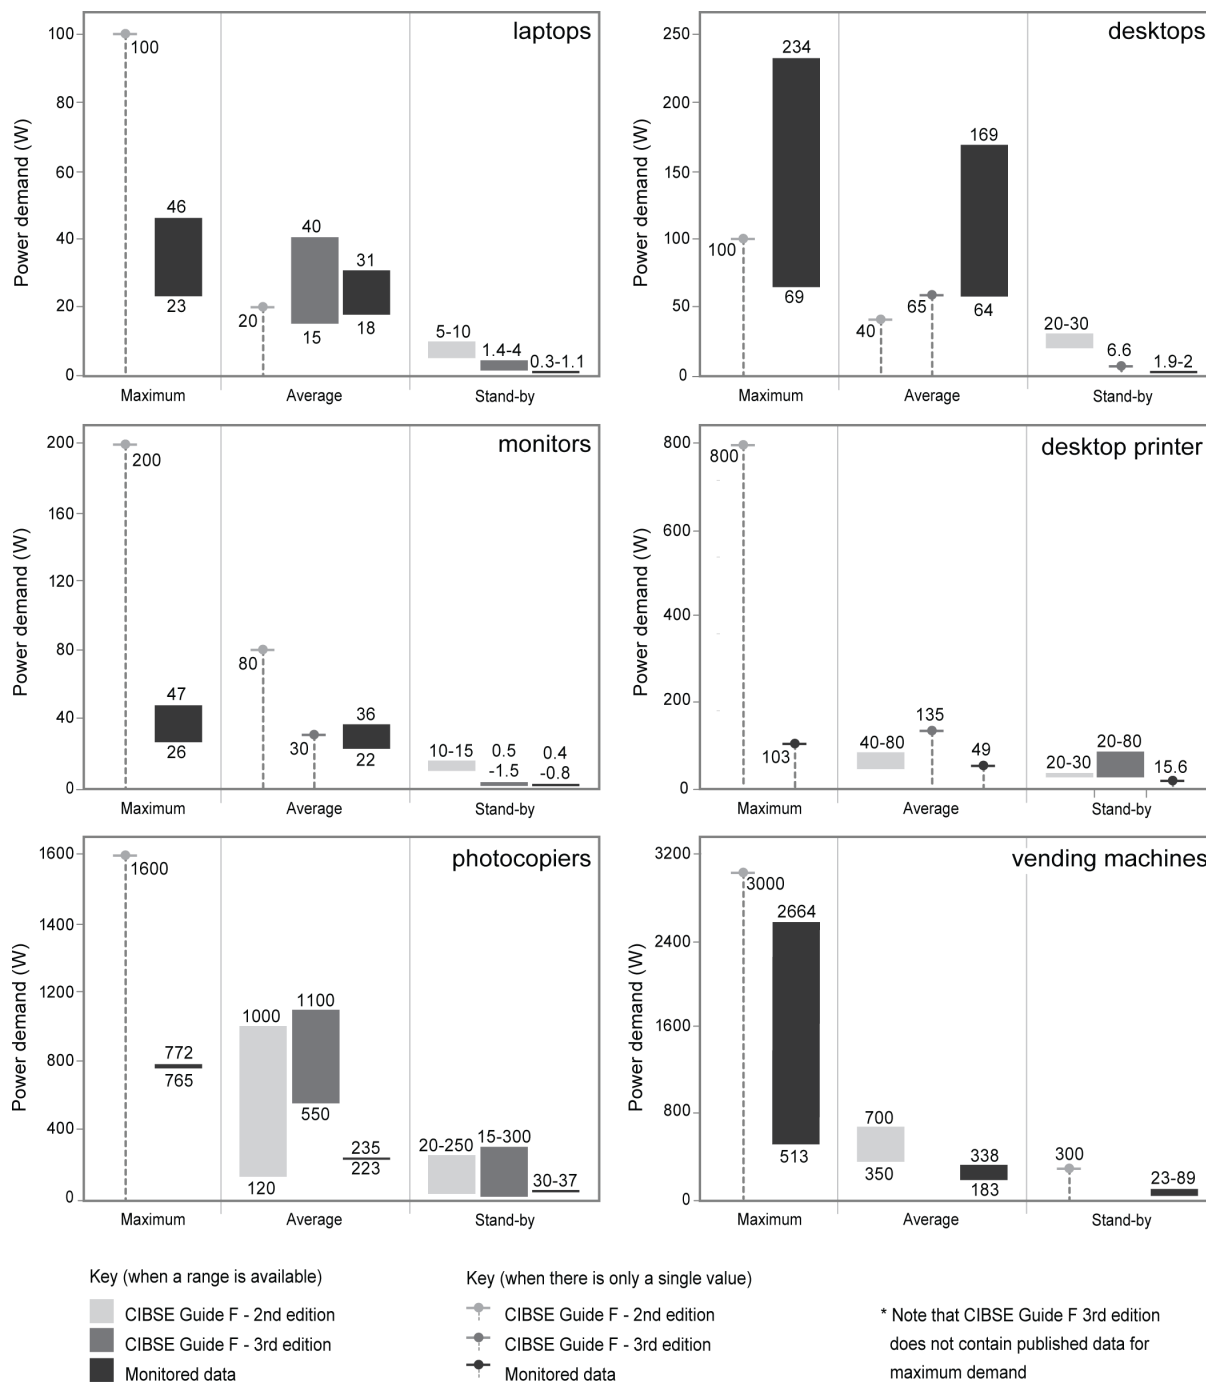 laptops
Power demand (W)
100
80
60
40
20
0
100
46
23
20
40
15
31
18
5-10
1.4-4
0.3-1.1
Maximum
Average
Stand-by
desktops
Power demand (W)
250
200
150
100
50
0
100
234
69
40
65
169
64
20-30
6.6
1.9-2
Maximum
Average
Stand-by
monitors
Power demand (W)
200
160
120
80
40
0
200
47
26
80
30
36
22
10-15
0.5
-1.5
0.4
-0.8
Maximum
Average
Stand-by
desktop printer
Power demand (W)
800
600
400
200
0
800
103
40-80
135
49
20-30
20-80
15.6
Maximum
Average
Stand-by
photocopiers
Power demand (W)
1600
1400
1200
800
400
0
1600
772
765
1000
120
1100
550
235
223
20-250
15-300
30-37
Maximum
Average
Stand-by
vending machines
Power demand (W)
3200
2400
1600
800
0
3000
2664
513
700
350
338
183
300
23-89
Maximum
Average
Stand-by
Key (when a range is available)
CIBSE Guide F - 2nd edition
CIBSE Guide F - 3rd edition
Monitored data
Key (when there is only a single value)
CIBSE Guide F - 2nd edition
CIBSE Guide F - 3rd edition
Monitored data
* Note that CIBSE Guide F 3rd edition
does not contain published data for
maximum demand